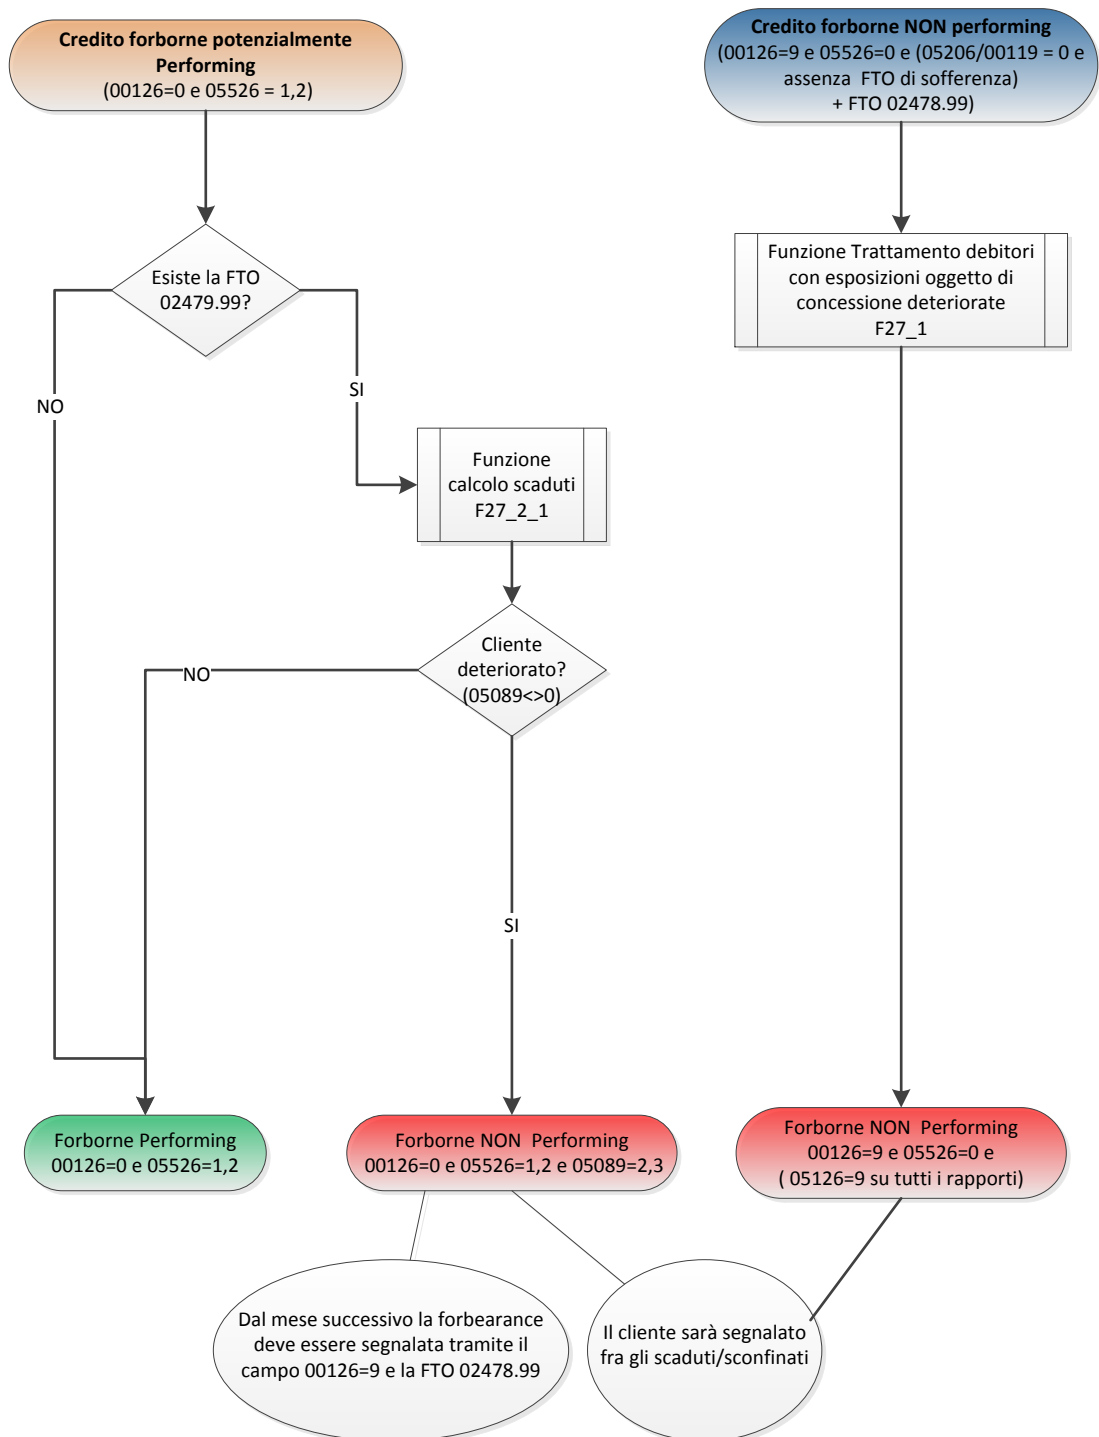 Credito forborne potenzialmente
Performing
(00126=0 e 05526 = 1,2)
Credito forborne NON performing
(00126=9 e 05526=0 e (05206/00119 = 0 e
assenza FTO di sofferenza)
+ FTO 02478.99)
Esiste la FTO
02479.99?
Funzione Trattamento debitori
con esposizioni oggetto di
concessione deteriorate
F27_1
NO
SI
Funzione
calcolo scaduti
F27_2_1
Cliente
deteriorato?
(05089<>0)
NO
SI
Forborne Performing
00126=0 e 05526=1,2
Forborne NON Performing
00126=0 e 05526=1,2 e 05089=2,3
Forborne NON Performing
00126=9 e 05526=0 e
( 05126=9 su tutti i rapporti)
Dal mese successivo la forbearance
deve essere segnalata tramite il
campo 00126=9 e la FTO 02478.99
Il cliente sarà segnalato
fra gli scaduti/sconfinati